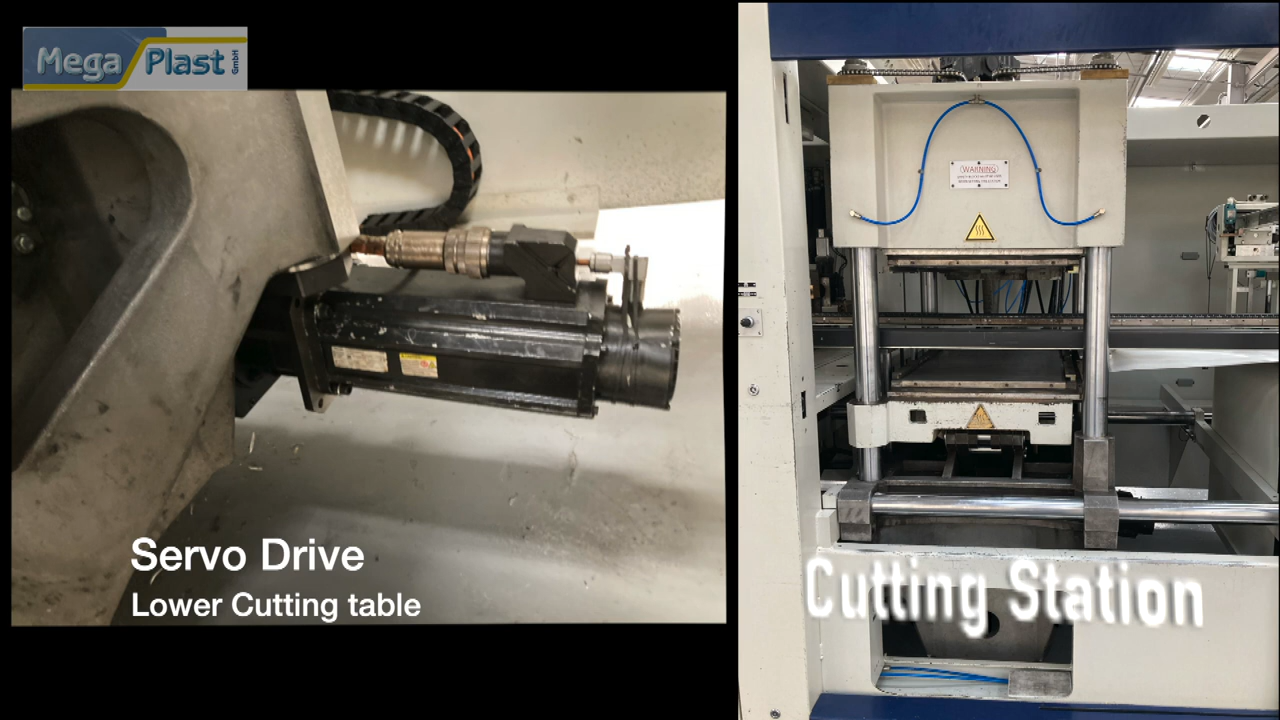 Mega Plast GmbH
Servo Drive
Lower Cutting table
WARNING
Cutting Station